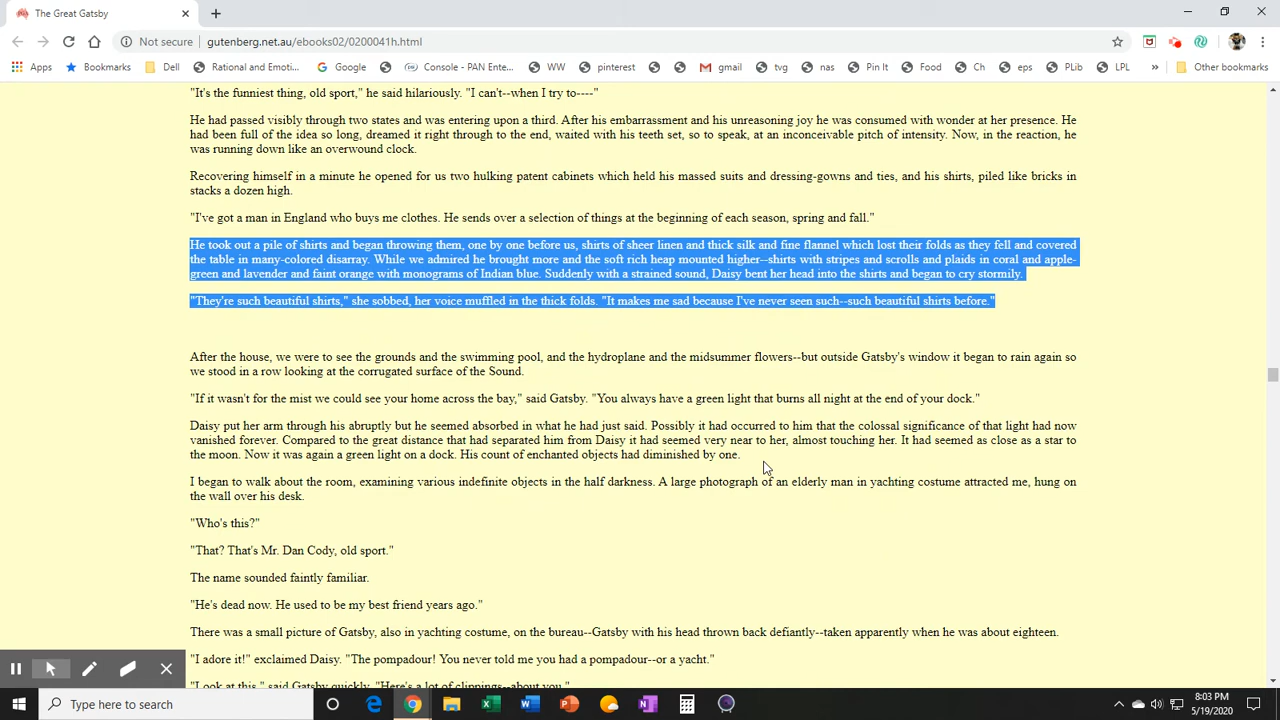 The Great Gatsby
Not secure
gutenberg.net.au/ebooks02/0200041h.html
Apps
Bookmarks
Dell
Rational and Emoti...
Google
Console - PAN Ente...
WW
pinterest
gmail
tvg
nas
Pin It
Food
Ch
eps
PLib
LPL
»
Other bookmarks
"It's the funniest thing, old sport," he said hilariously. "I can't--when I try to----"
He had passed visibly through two states and was entering upon a third. After his embarrassment and his unreasoning joy he was consumed with wonder at her presence. He
had been full of the idea so long, dreamed it right through to the end, waited with his teeth set, so to speak, at an inconceivable pitch of intensity. Now, in the reaction, he
was running down like an overwound clock.
Recovering himself in a minute he opened for us two hulking patent cabinets which held his massed suits and dressing-gowns and ties, and his shirts, piled like bricks in
stacks a dozen high.
"I've got a man in England who buys me clothes. He sends over a selection of things at the beginning of each season, spring and fall."
He took out a pile of shirts and began throwing them, one by one before us, shirts of sheer linen and thick silk and fine flannel which lost their folds as they fell and covered
the table in many-colored disarray. While we admired he brought more and the soft rich heap mounted higher--shirts with stripes and scrolls and plaids in coral and apple-
green and lavender and faint orange with monograms of Indian blue. Suddenly with a strained sound, Daisy bent her head into the shirts and began to cry stormily.
"They're such beautiful shirts," she sobbed, her voice muffled in the thick folds. "It makes me sad because I've never seen such--such beautiful shirts before."
After the house, we were to see the grounds and the swimming pool, and the hydroplane and the midsummer flowers--but outside Gatsby's window it began to rain again so
we stood in a row looking at the corrugated surface of the Sound.
"If it wasn't for the mist we could see your home across the bay," said Gatsby. "You always have a green light that burns all night at the end of your dock."
Daisy put her arm through his abruptly but he seemed absorbed in what he had just said. Possibly it had occurred to him that the colossal significance of that light had now
vanished forever. Compared to the great distance that had separated him from Daisy it had seemed very near to her, almost touching her. It had seemed as close as a star to
the moon. Now it was again a green light on a dock. His count of enchanted objects had diminished by one.
I began to walk about the room, examining various indefinite objects in the half darkness. A large photograph of an elderly man in yachting costume attracted me, hung on
the wall over his desk.
"Who's this?"
"That? That's Mr. Dan Cody, old sport."
The name sounded faintly familiar.
"He's dead now. He used to be my best friend years ago."
There was a small picture of Gatsby, also in yachting costume, on the bureau--Gatsby with his head thrown back defiantly--taken apparently when he was about eighteen.
"I adore it!" exclaimed Daisy. "The pompadour! You never told me you had a pompadour--or a yacht."
"Look at this," said Gatsby quickly. "Here's a lot of clippings--about you."
Type here to search
8:03 PM
5/19/2020